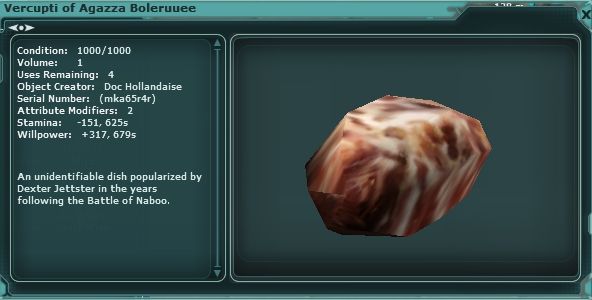 Vercupti of Agazza Boleruuee
Condition: 1000/1000
Volume: 1
Uses Remaining: 4
Object Creator: Doc Hollandaise
Serial Number: (mka65r4r)
Attribute Modifiers: 2
Stamina: -151, 625s
Willpower: +317, 679s
An unidentifiable dish popularized by
Dexter Jettster in the years
following the Battle of Naboo.